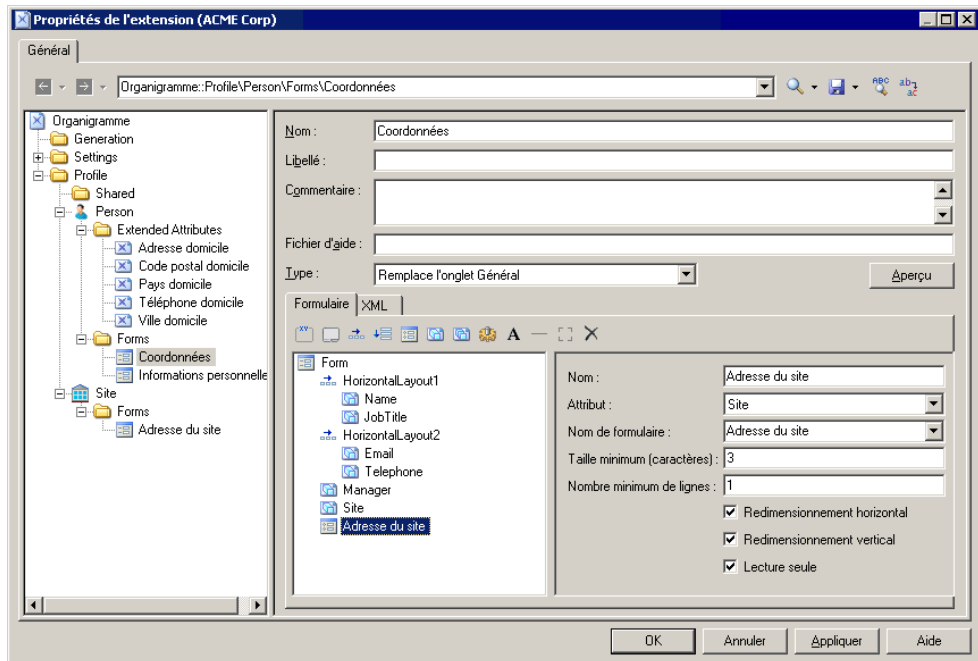 Propriétés de l'extension (ACME Corp)
Général
Organigramme::Profile\Person\Forms\Coordonnées
Organigramme
Generation
Settings
Profile
Shared
Person
Extended Attributes
Adresse domicile
Code postal domicile
Pays domicile
Téléphone domicile
Ville domicile
Forms
Coordonnées
Informations personnelle
Site
Forms
Adresse du site
Nom : Coordonnées
Libellé :
Commentaire :
Fichier d'aide :
Type : Remplace l'onglet Général Aperçu
Formulaire XML
Form
HorizontalLayout1
Name
JobTitle
HorizontalLayout2
Email
Telephone
Manager
Site
Adresse du site
Nom : Adresse du site
Attribut : Site
Nom de formulaire : Adresse du site
Taille minimum (caractères) : 3
Nombre minimum de lignes : 1
Redimensionnement horizontal
Redimensionnement vertical
Lecture seule
OK Annuler Appliquer Aide